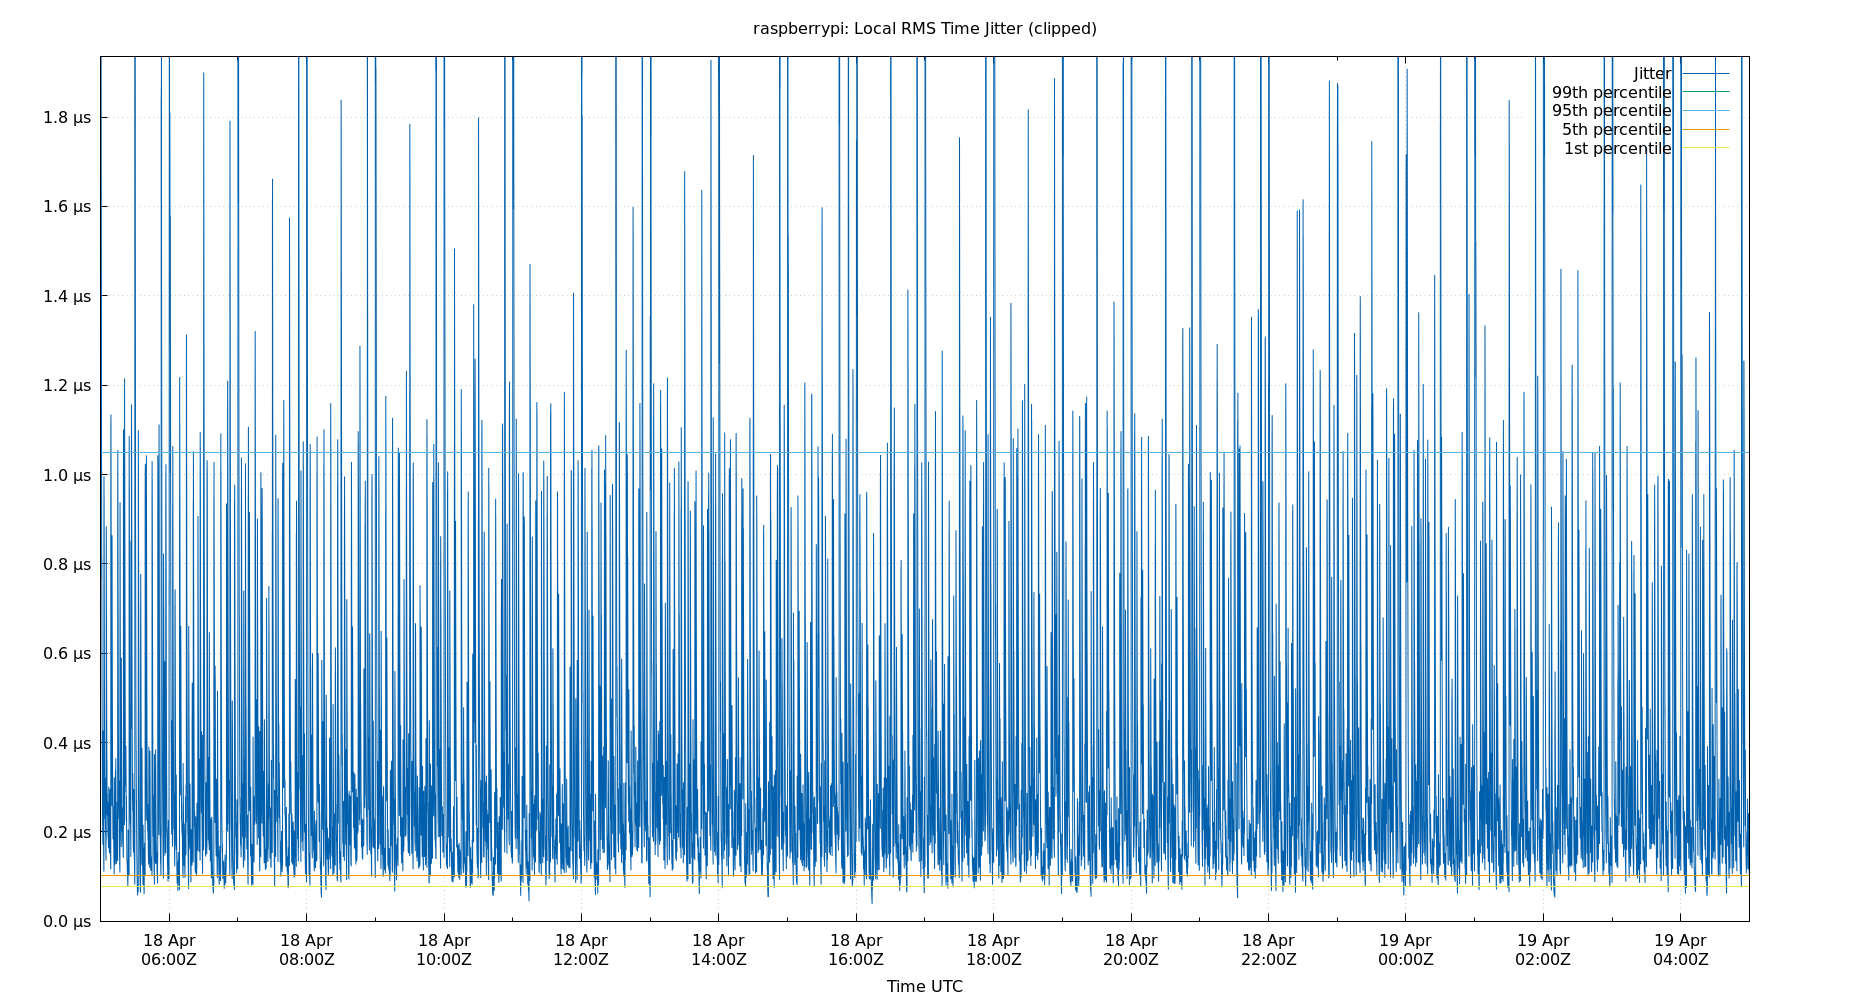 raspberrypi: Local RMS Time Jitter (clipped)
Jitter
99th percentile
95th percentile
5th percentile
1st percentile
1.8 µs
1.6 µs
1.4 µs
1.2 µs
1.0 µs
0.8 µs
0.6 µs
0.4 µs
0.2 µs
0.0 µs
18 Apr 18 Apr 18 Apr 18 Apr 18 Apr 18 Apr 18 Apr 18 Apr 18 Apr 19 Apr 19 Apr 19 Apr
06:00Z 08:00Z 10:00Z 12:00Z 14:00Z 16:00Z 18:00Z 20:00Z 22:00Z 00:00Z 02:00Z 04:00Z
Time UTC